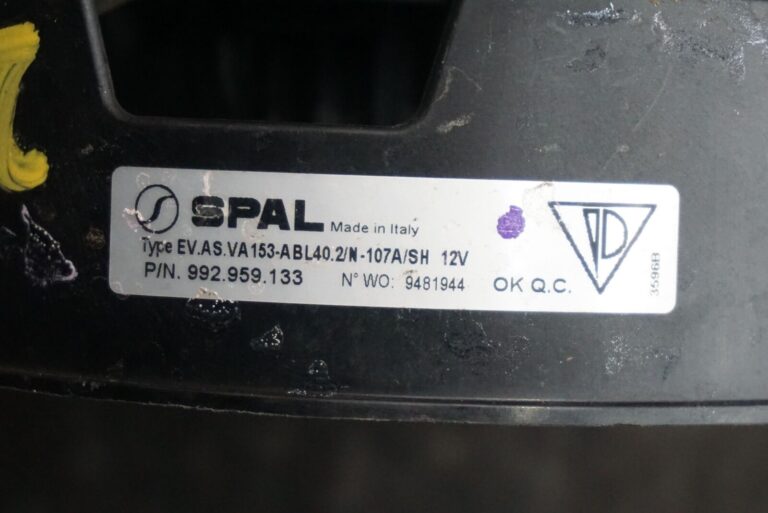 SPAL Made in Italy
Type EV.AS.VA153-ABL40.2/N-107A/SH 12V
P/N. 992.959.133 N° WO: 9481944 OK Q.C.
3596B